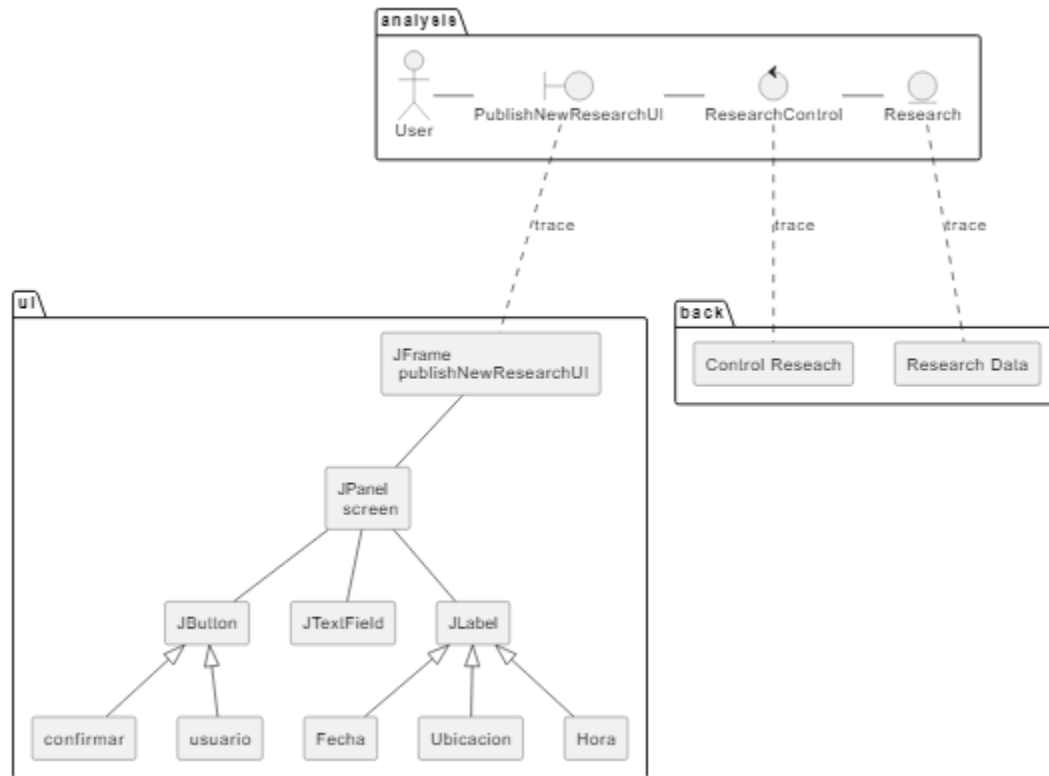 analysis
User
PublishNewResearchUI
ResearchControl
Research
trace
trace
trace
ui
JFrame
publishNewResearchUI
JPanel
screen
JButton
JTextField
JLabel
confirmar
usuario
Fecha
Ubicacion
Hora
back
Control Reseach
Research Data